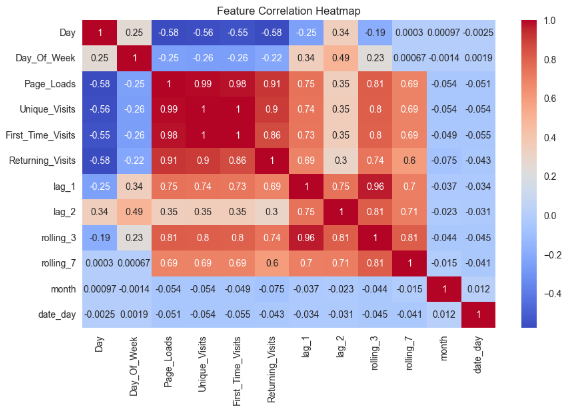 Feature Correlation Heatmap
Day 1 0.25 -0.58 -0.56 -0.55 -0.58 -0.25 0.34 -0.19 0.0003 0.00097 -0.0025
Day_Of_Week 0.25 1 -0.25 -0.26 -0.26 -0.22 0.34 0.49 0.23 0.00067 -0.0014 0.0019
Page_Loads -0.58 -0.25 1 0.99 0.98 0.91 0.75 0.35 0.81 0.69 -0.054 -0.051
Unique_Visits -0.56 -0.26 0.99 1 1 0.9 0.74 0.35 0.8 0.69 -0.054 -0.054
First_Time_Visits -0.55 -0.26 0.98 1 1 0.86 0.73 0.35 0.8 0.69 -0.049 -0.055
Returning_Visits -0.58 -0.22 0.91 0.9 0.86 1 0.69 0.3 0.74 0.6 -0.075 -0.043
lag_1 -0.25 0.34 0.75 0.74 0.73 0.69 1 0.75 0.96 0.7 -0.037 -0.034
lag_2 0.34 0.49 0.35 0.35 0.35 0.3 0.75 1 0.81 0.71 -0.023 -0.031
rolling_3 -0.19 0.23 0.81 0.8 0.8 0.74 0.96 0.81 1 0.81 -0.044 -0.045
rolling_7 0.0003 0.00067 0.69 0.69 0.69 0.6 0.7 0.71 0.81 1 -0.015 -0.041
month 0.00097 -0.0014 -0.054 -0.054 -0.049 -0.075 -0.037 -0.023 -0.044 -0.015 1 0.012
date_day -0.0025 0.0019 -0.051 -0.054 -0.055 -0.043 -0.034 -0.031 -0.045 -0.041 0.012 1
Day Day_Of_Week Page_Loads Unique_Visits First_Time_Visits Returning_Visits lag_1 lag_2 rolling_3 rolling_7 month date_day
1.0
0.8
0.6
0.4
0.2
0.0
-0.2
-0.4